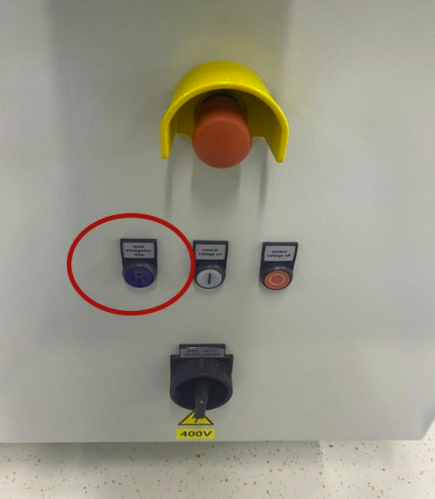 reset
emergency
stop
R
control
voltage on
I
control
voltage off
O
400V